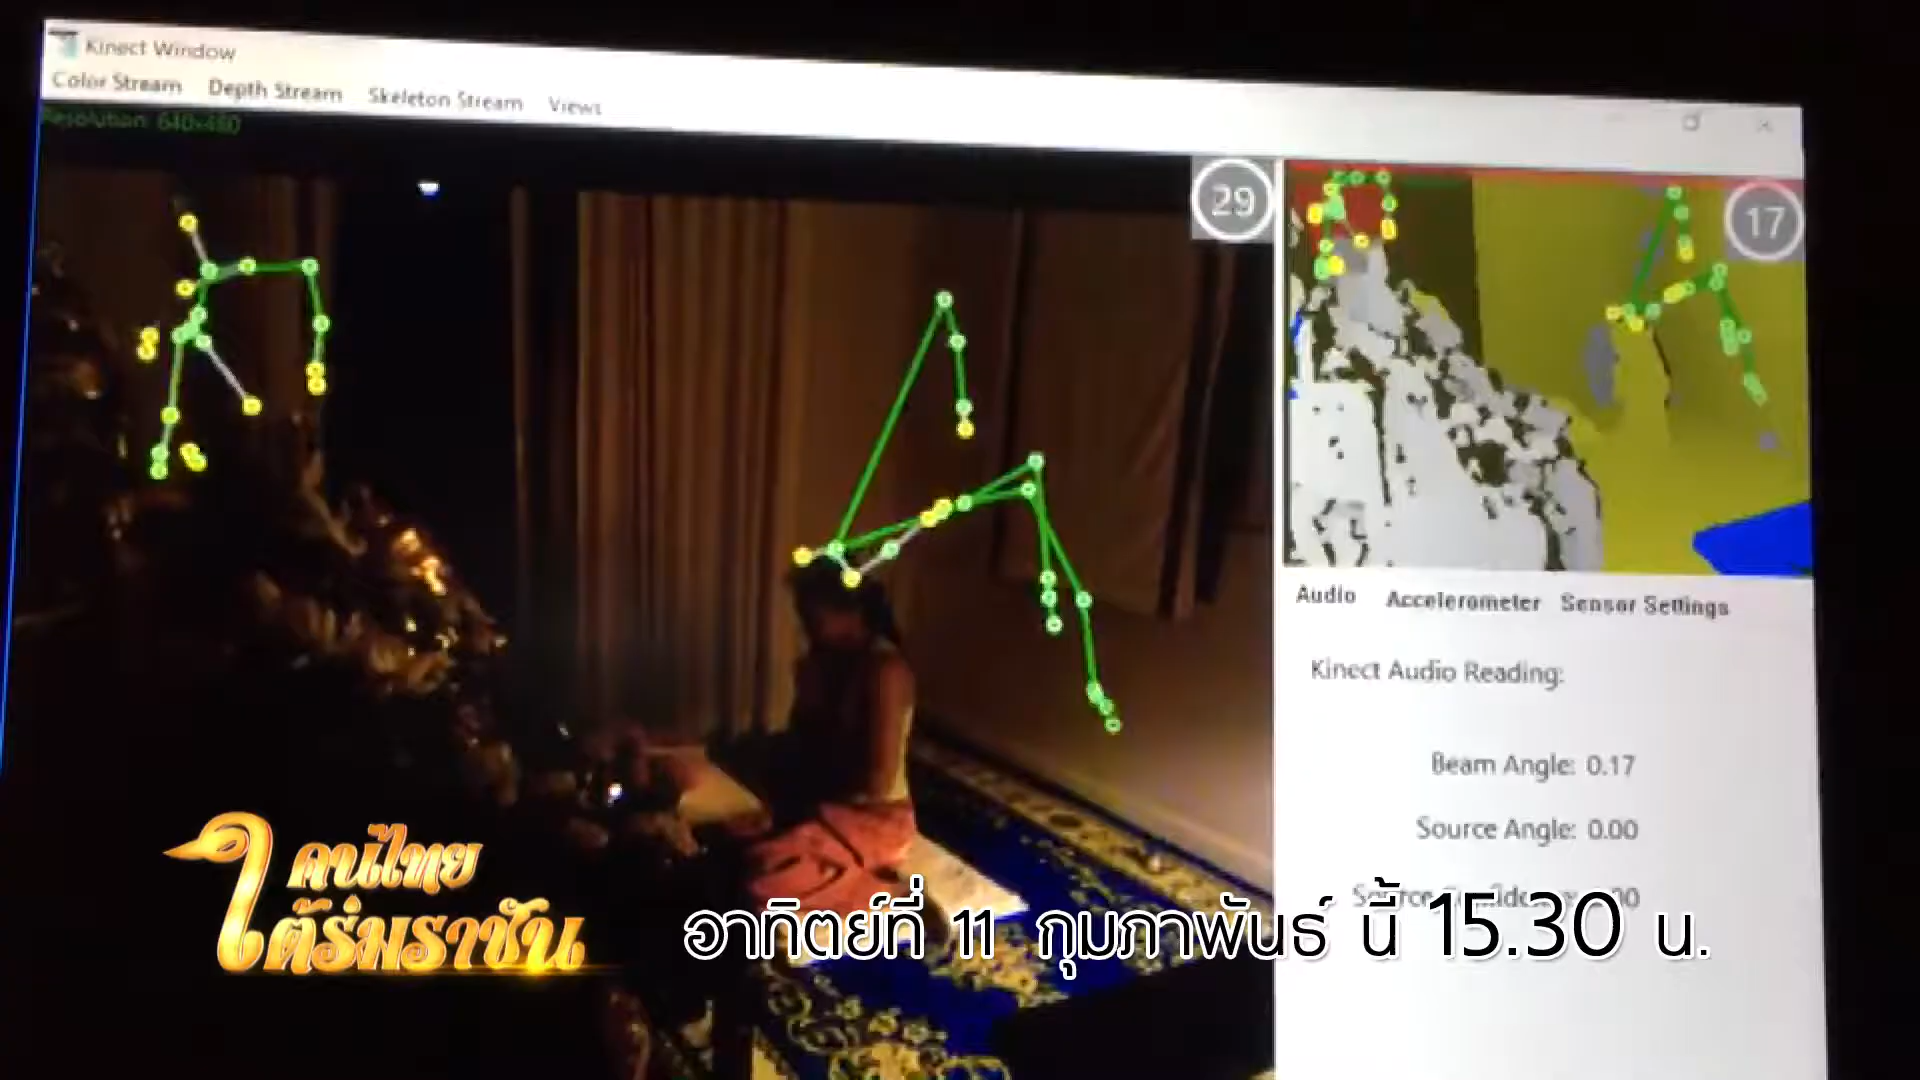 Kinect Window
Color Stream Depth Stream Skeleton Stream Views
Resolution: 640x480
29
17
Audio Accelerometer Sensor Settings
Kinect Audio Reading:
Beam Angle: 0.17
Source Angle: 0.00
คนไทย
ใต้ร่มราชัน
อาทิตย์ที่ 11 กุมภาพันธ์ นี้ 15.30 น.